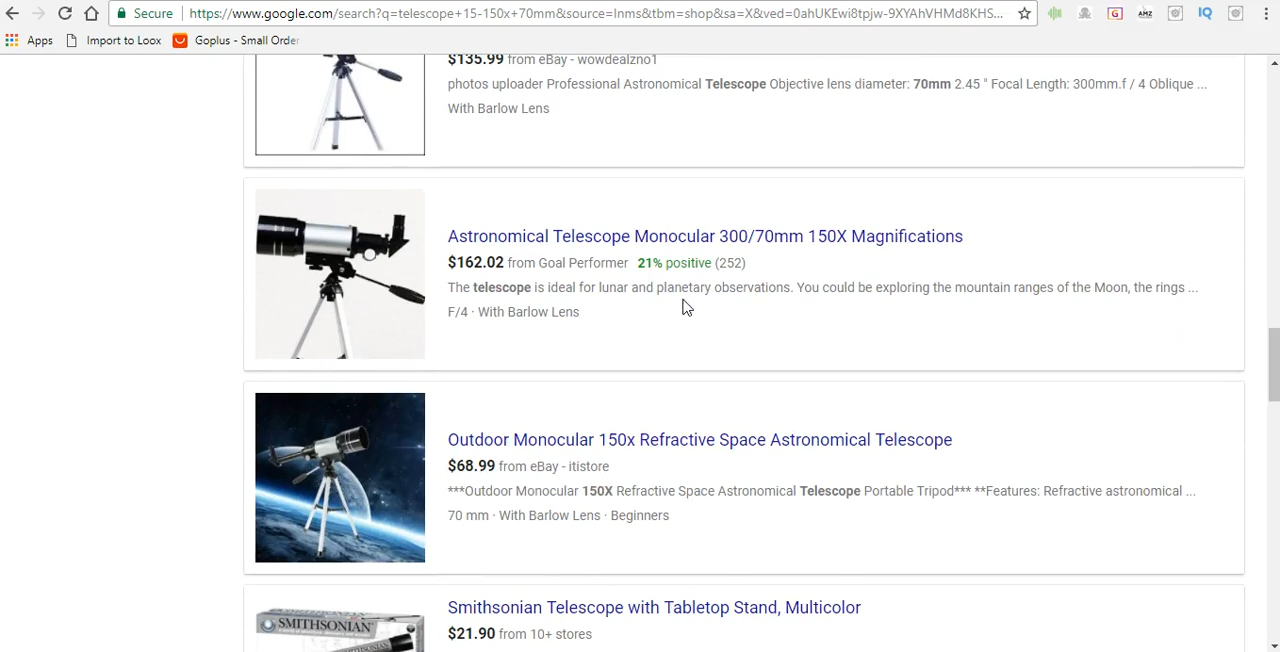 Secure
https://www.google.com/search?q=telescope+15-150x+70mm&source=lnms&tbm=shop&sa=X&ved=0ahUKEwi8tpjw-9XYAhVHMd8KHS...
G
AHZ
IQ
Apps
Import to Loox
Goplus - Small Order
$135.99 from eBay - wowdealzno1
photos uploader Professional Astronomical Telescope Objective lens diameter: 70mm 2.45 " Focal Length: 300mm.f / 4 Oblique ...
With Barlow Lens
Astronomical Telescope Monocular 300/70mm 150X Magnifications
$162.02 from Goal Performer 21% positive (252)
The telescope is ideal for lunar and planetary observations. You could be exploring the mountain ranges of the Moon, the rings ...
F/4 · With Barlow Lens
Outdoor Monocular 150x Refractive Space Astronomical Telescope
$68.99 from eBay - itistore
***Outdoor Monocular 150X Refractive Space Astronomical Telescope Portable Tripod*** **Features: Refractive astronomical ...
70 mm · With Barlow Lens · Beginners
Smithsonian Telescope with Tabletop Stand, Multicolor
SMITHSONIAN
$21.90 from 10+ stores